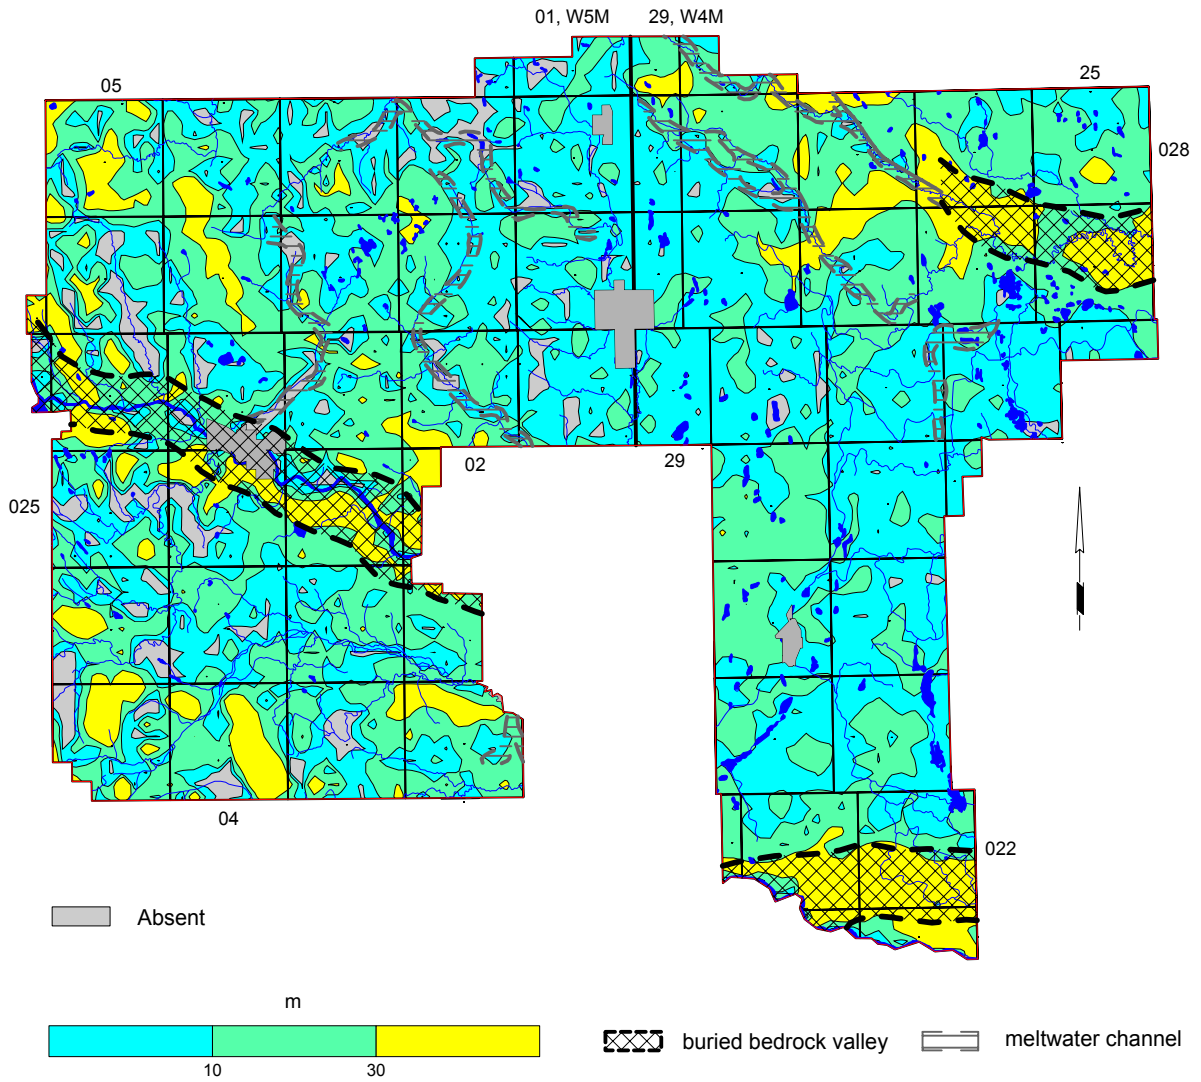 01, W5M 29, W4M
05
25
028
02
29
025
04
022
Absent
m
10 30
buried bedrock valley
meltwater channel